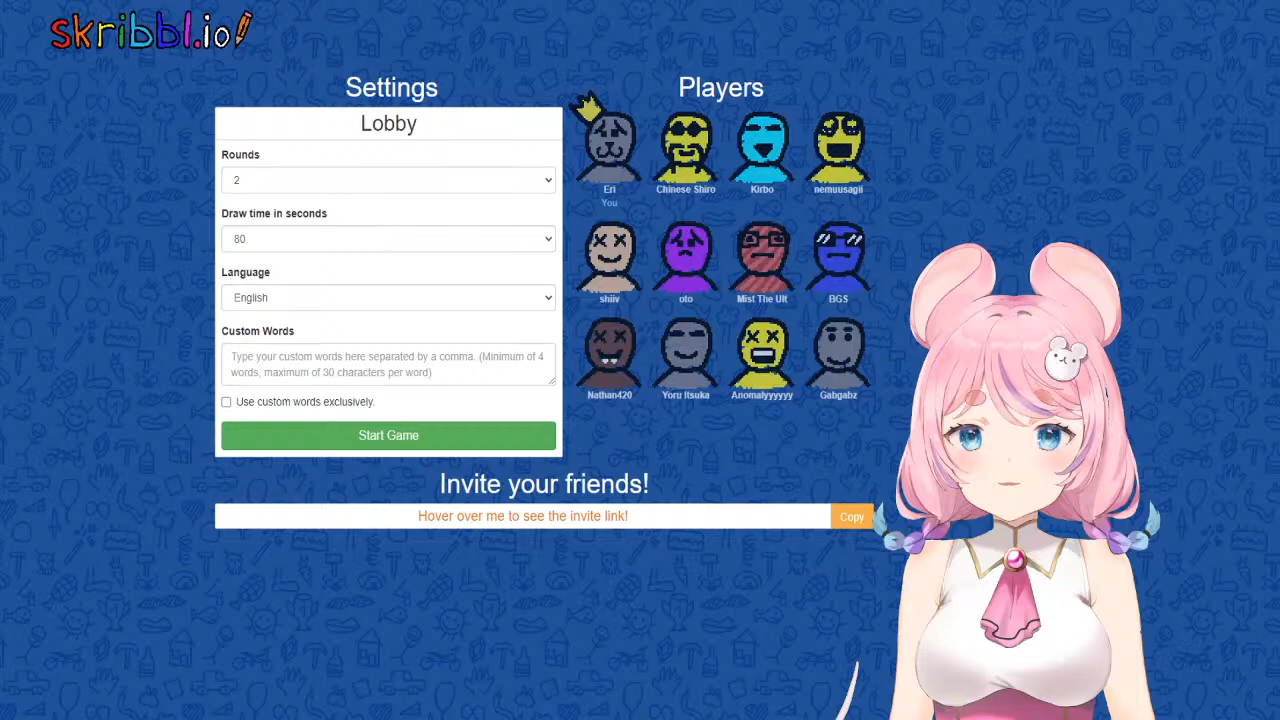 skribbl.io
Settings
Players
Lobby
Rounds
2
Draw time in seconds
80
Language
English
Custom Words
Type your custom words here separated by a comma. (Minimum of 4
words, maximum of 30 characters per word)
Use custom words exclusively.
Start Game
Eri
You
Chinese Shiro
Kirbo
nemuusagii
shiiv
oto
Mist The Ult
BGS
Nathan420
Yoru Itsuka
Anomalyyyyyy
Gabgabz
Invite your friends!
Hover over me to see the invite link!
Copy